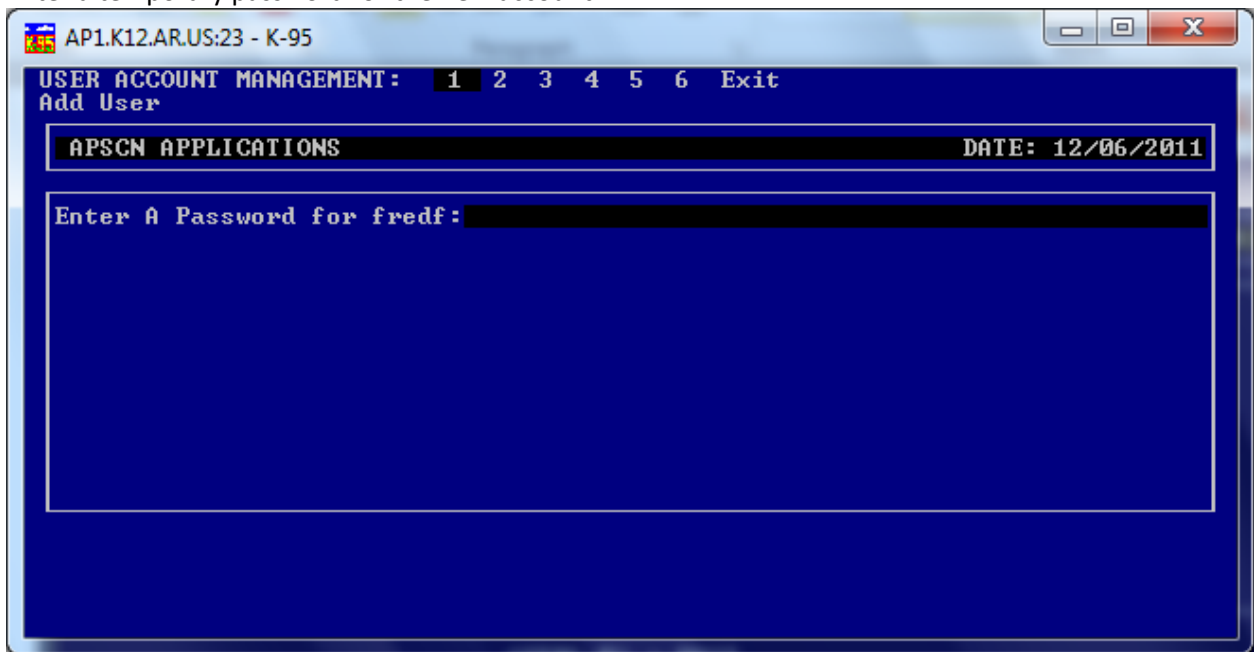 AP1.K12.AR.US:23 - K-95
USER ACCOUNT MANAGEMENT: 1 2 3 4 5 6 Exit
Add User
APSCN APPLICATIONS DATE: 12/06/2011
Enter A Password for fredf: